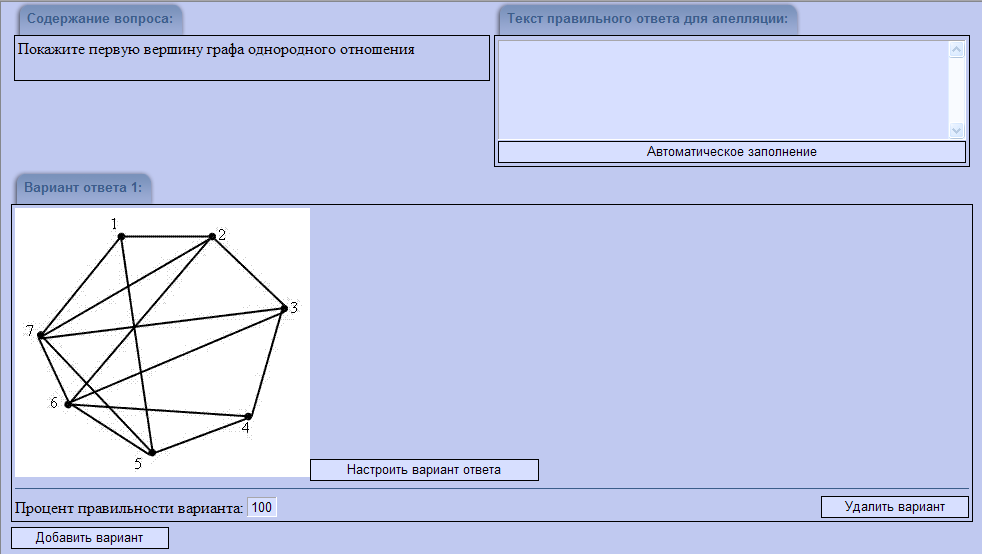 Содержание вопроса:
Текст правильного ответа для апелляции:
Покажите первую вершину графа однородного отношения
Автоматическое заполнение
Вариант ответа 1:
1
2
3
7
6
4
5
Настроить вариант ответа
Процент правильности варианта: 100
Удалить вариант
Добавить вариант